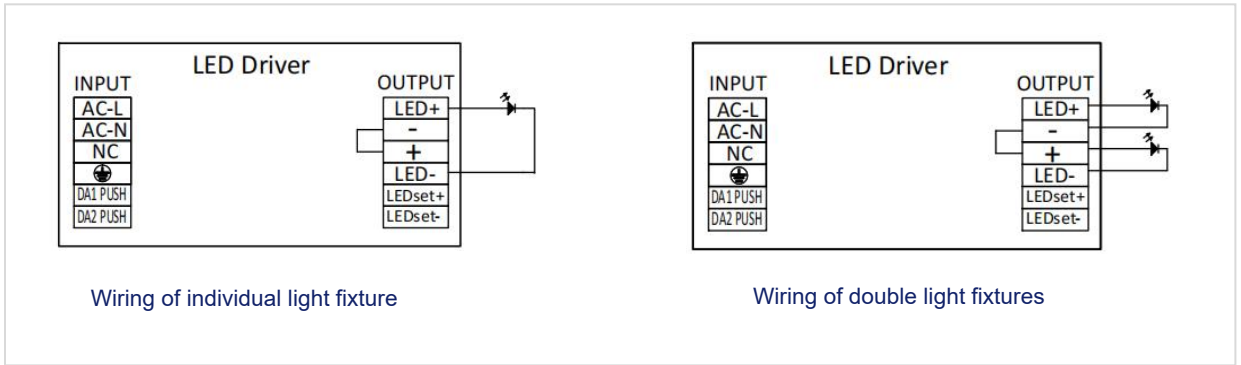 LED Driver
INPUT
OUTPUT
AC-L
AC-N
NC
DA1 PUSH
DA2 PUSH
LED+
-
+
LED-
LEDset+
LEDset-
Wiring of individual light fixture
LED Driver
INPUT
OUTPUT
AC-L
AC-N
NC
DA1 PUSH
DA2 PUSH
LED+
-
+
LED-
LEDset+
LEDset-
Wiring of double light fixtures